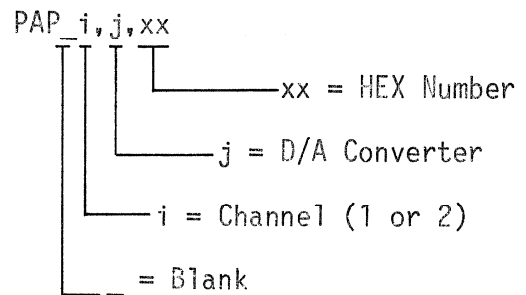 PAP_i,j,xx
xx = HEX Number
j = D/A Converter
i = Channel (1 or 2)
_ = Blank